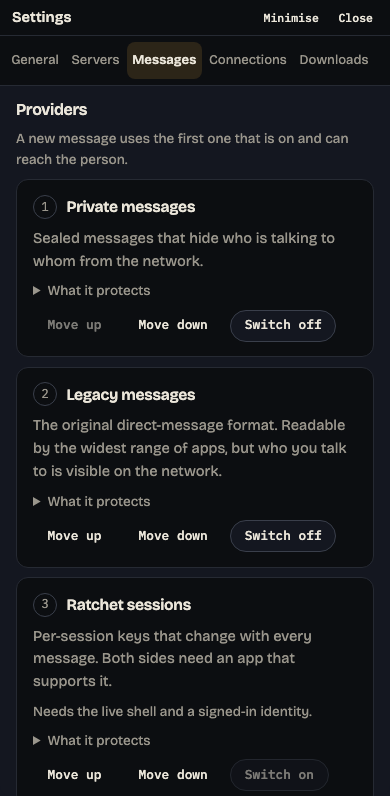 Settings Minimise Close
General Servers Messages Connections Downloads
Providers
A new message uses the first one that is on and can
reach the person.
1 Private messages
Sealed messages that hide who is talking to
whom from the network.
▶ What it protects
Move up Move down Switch off
2 Legacy messages
The original direct-message format. Readable
by the widest range of apps, but who you talk
to is visible on the network.
▶ What it protects
Move up Move down Switch off
3 Ratchet sessions
Per-session keys that change with every
message. Both sides need an app that
supports it.
Needs the live shell and a signed-in identity.
▶ What it protects
Move up Move down Switch on